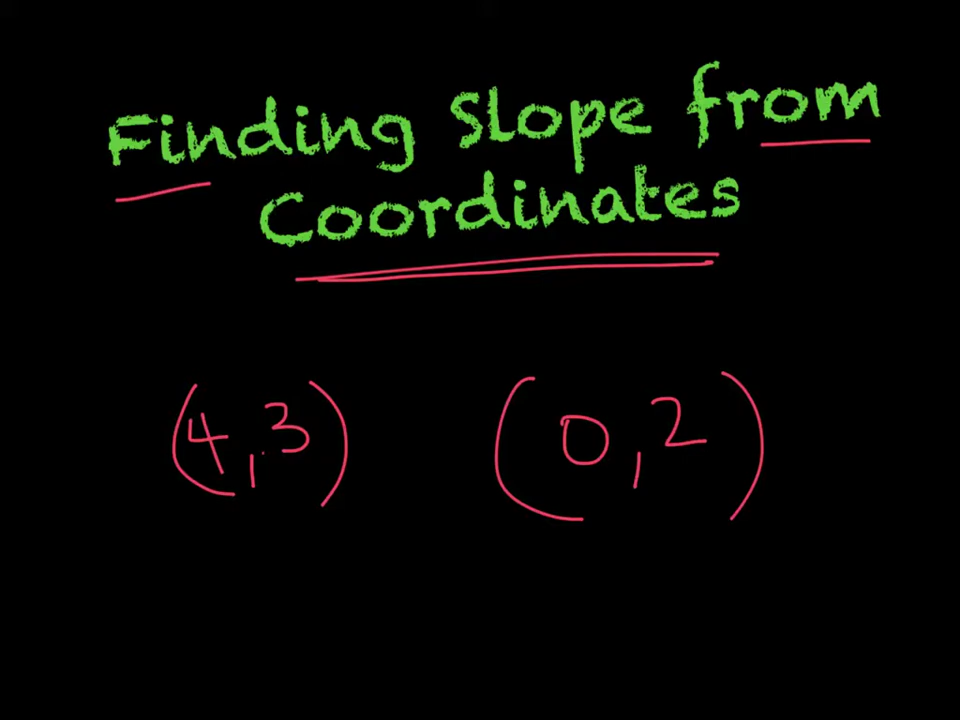 Finding Slope from
Coordinates
(4,3) (0,2)